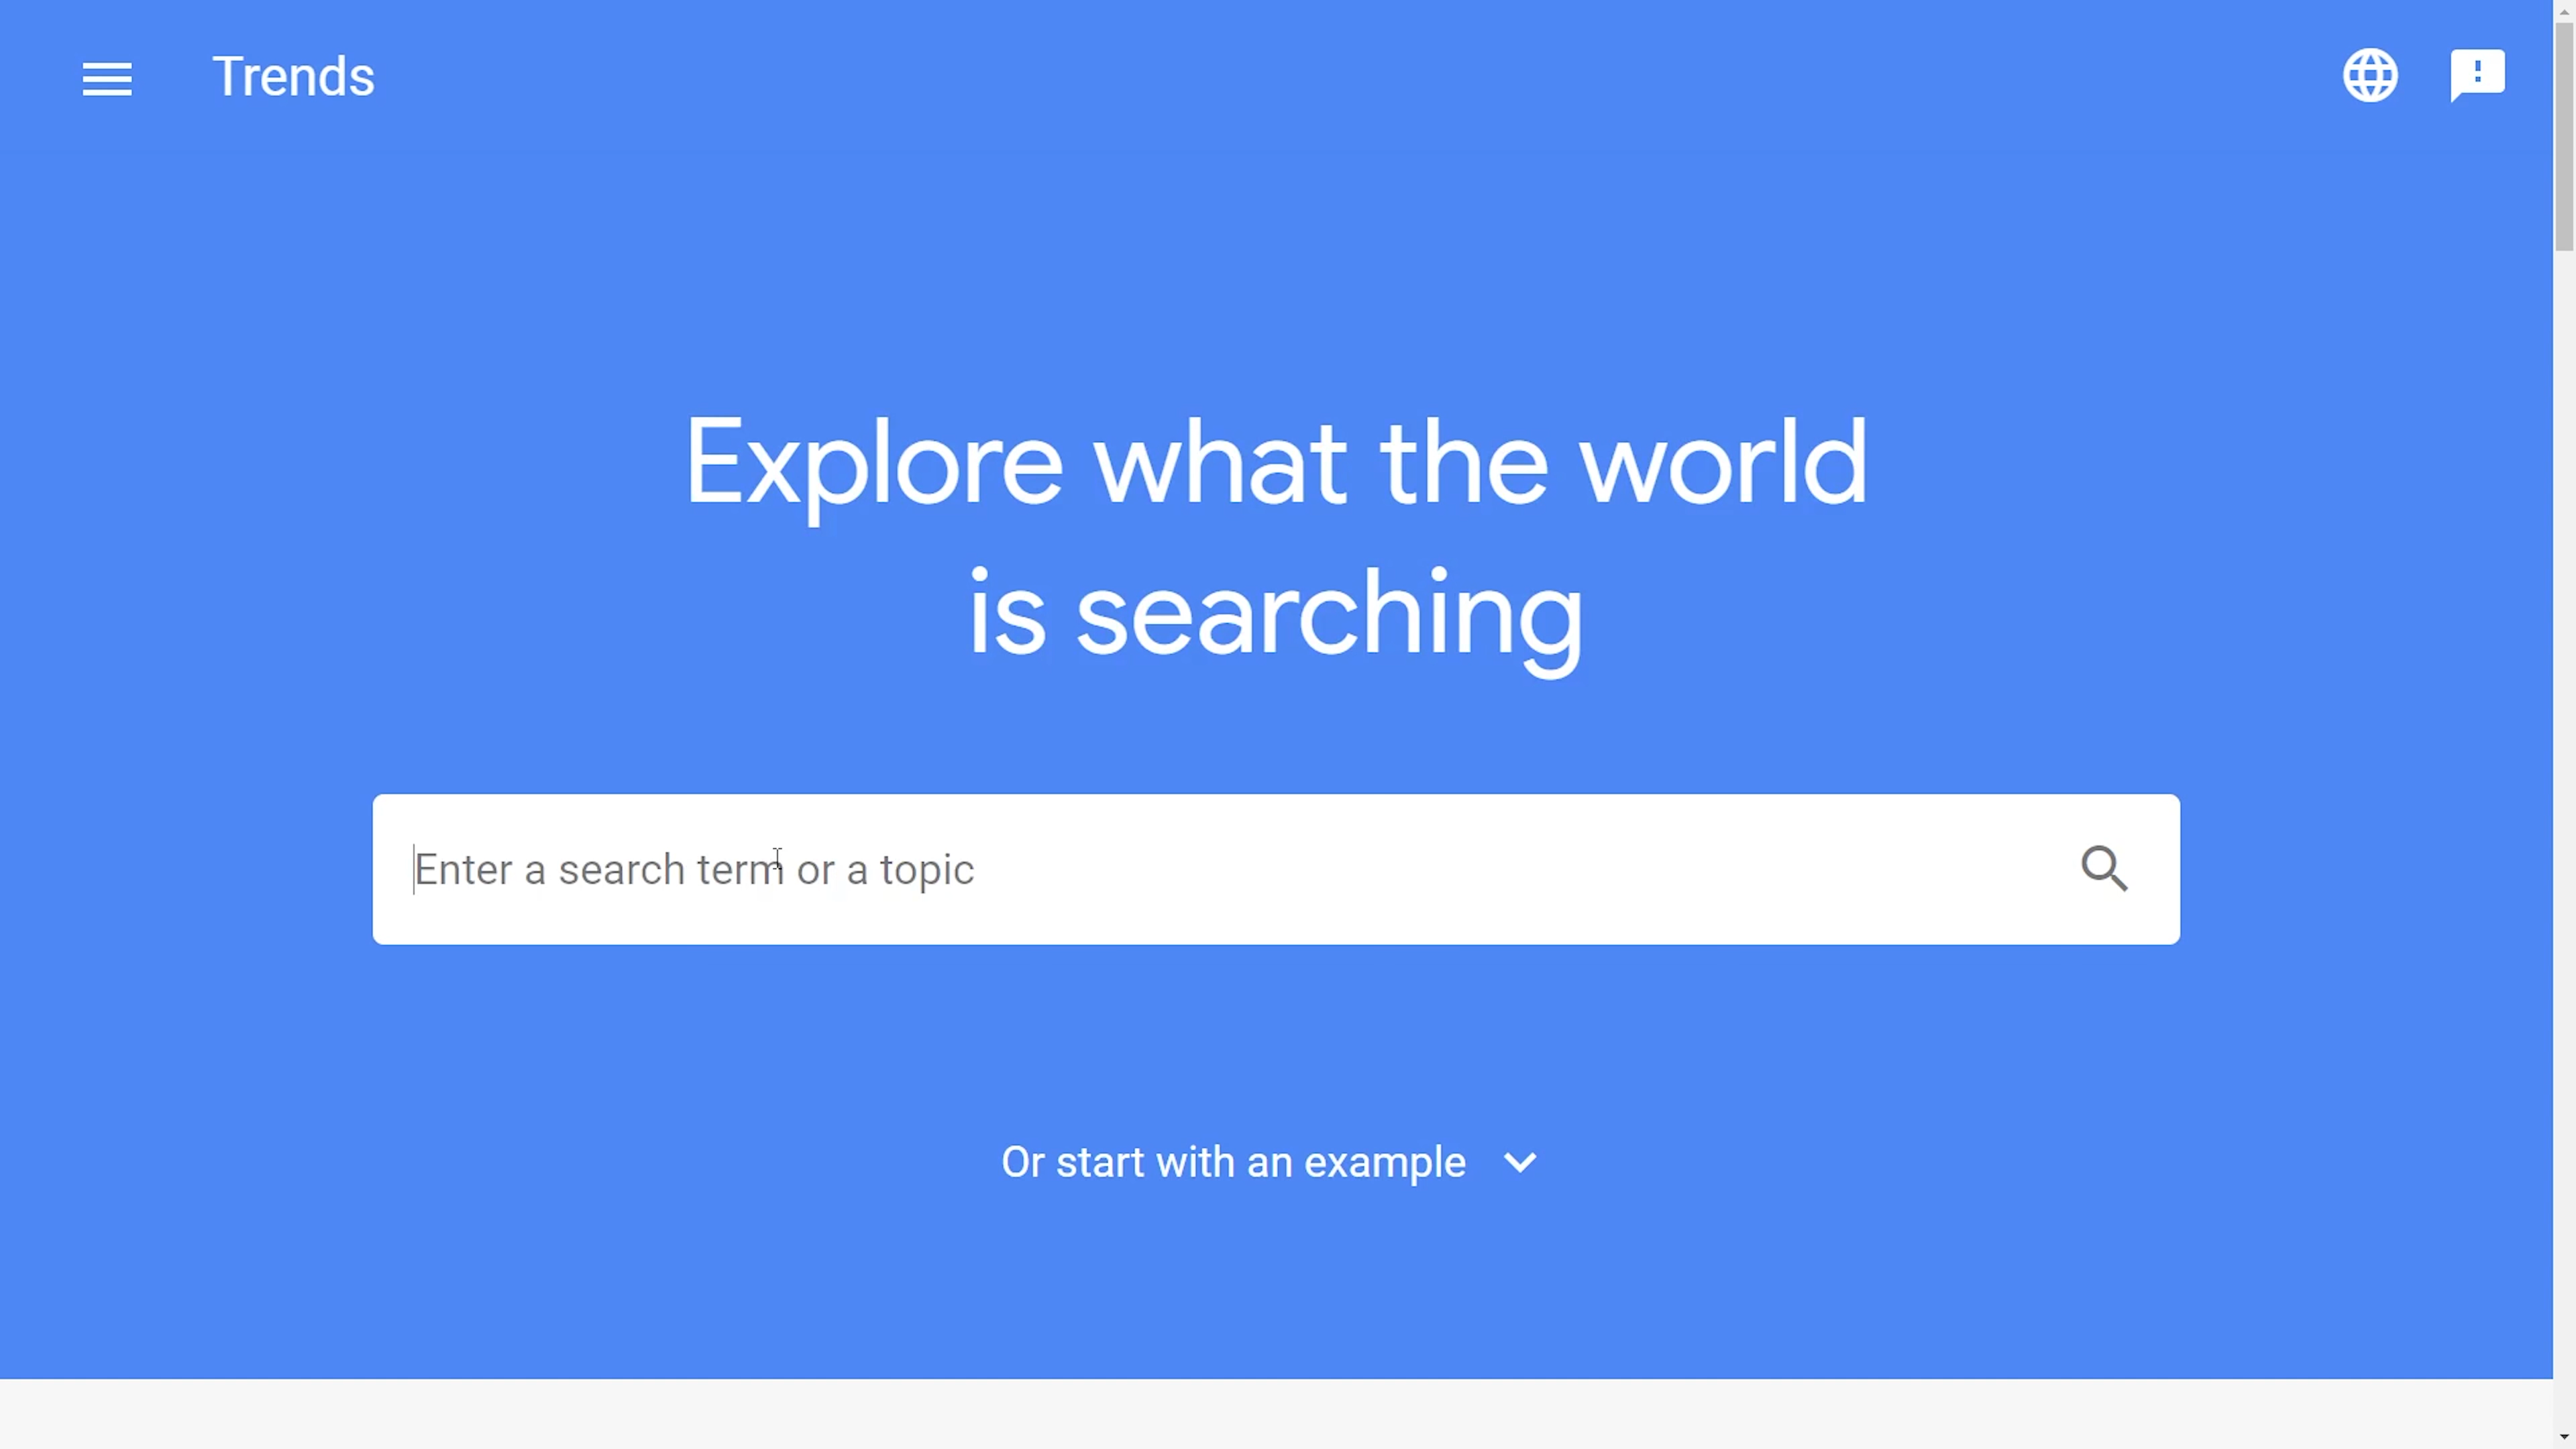 Trends
Explore what the world
is searching
Enter a search term or a topic
Or start with an example